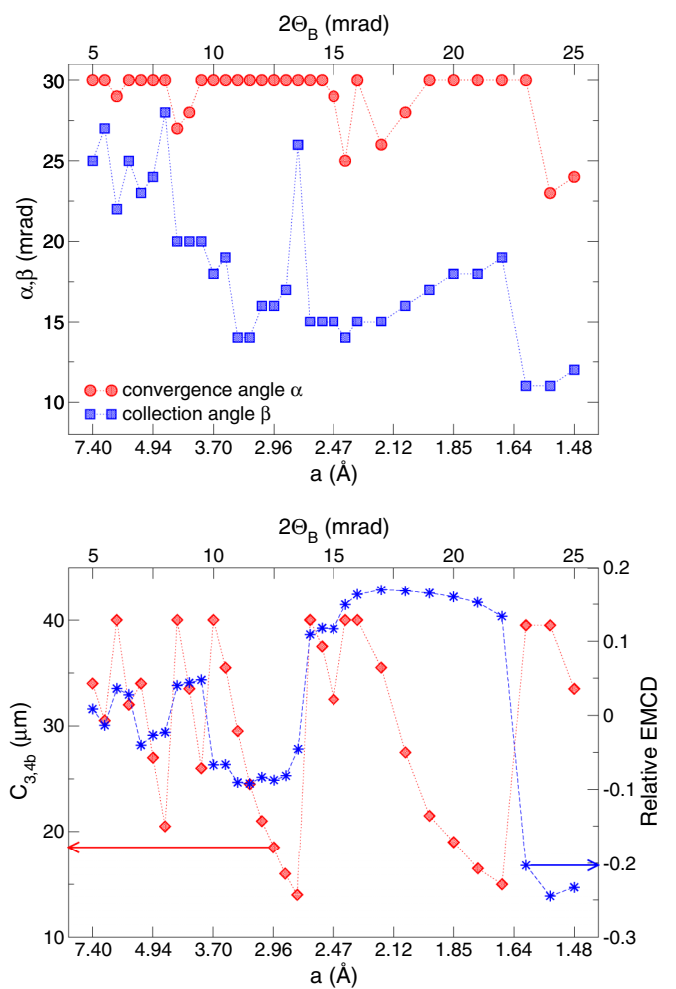 2Θ_B (mrad)
5 10 15 20 25
30
25
20
15
10
α,β (mrad)
convergence angle α
collection angle β
7.40 4.94 3.70 2.96 2.47 2.12 1.85 1.64 1.48
a (Å)
2Θ_B (mrad)
5 10 15 20 25
40
30
20
10
C_3,4b (μm)
0.2
0.1
0
-0.1
-0.2
-0.3
Relative EMCD
7.40 4.94 3.70 2.96 2.47 2.12 1.85 1.64 1.48
a (Å)